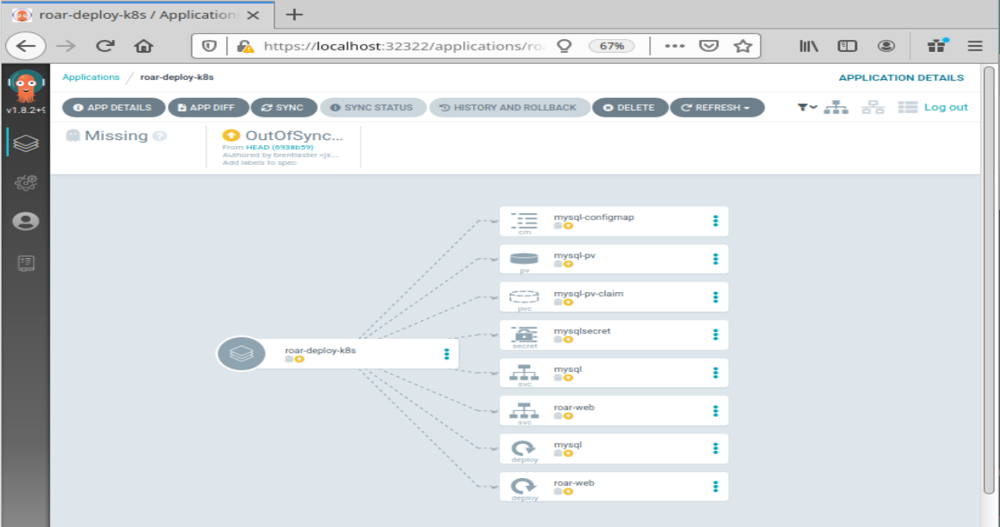 roar-deploy-k8s / Application
https://localhost:32322/applications/ro
67%
v1.8.2+9
Applications / roar-deploy-k8s
APPLICATION DETAILS
APP DETAILS
APP DIFF
SYNC
SYNC STATUS
HISTORY AND ROLLBACK
DELETE
REFRESH
Log out
Missing
OutOfSync...
From HEAD (6938b59)
Authored by brentlaster <jx....
Add labels to spec
mysql-configmap
cm
mysql-pv
pv
mysql-pv-claim
pvc
mysqlsecret
secret
roar-deploy-k8s
mysql
svc
roar-web
svc
mysql
deploy
roar-web
deploy